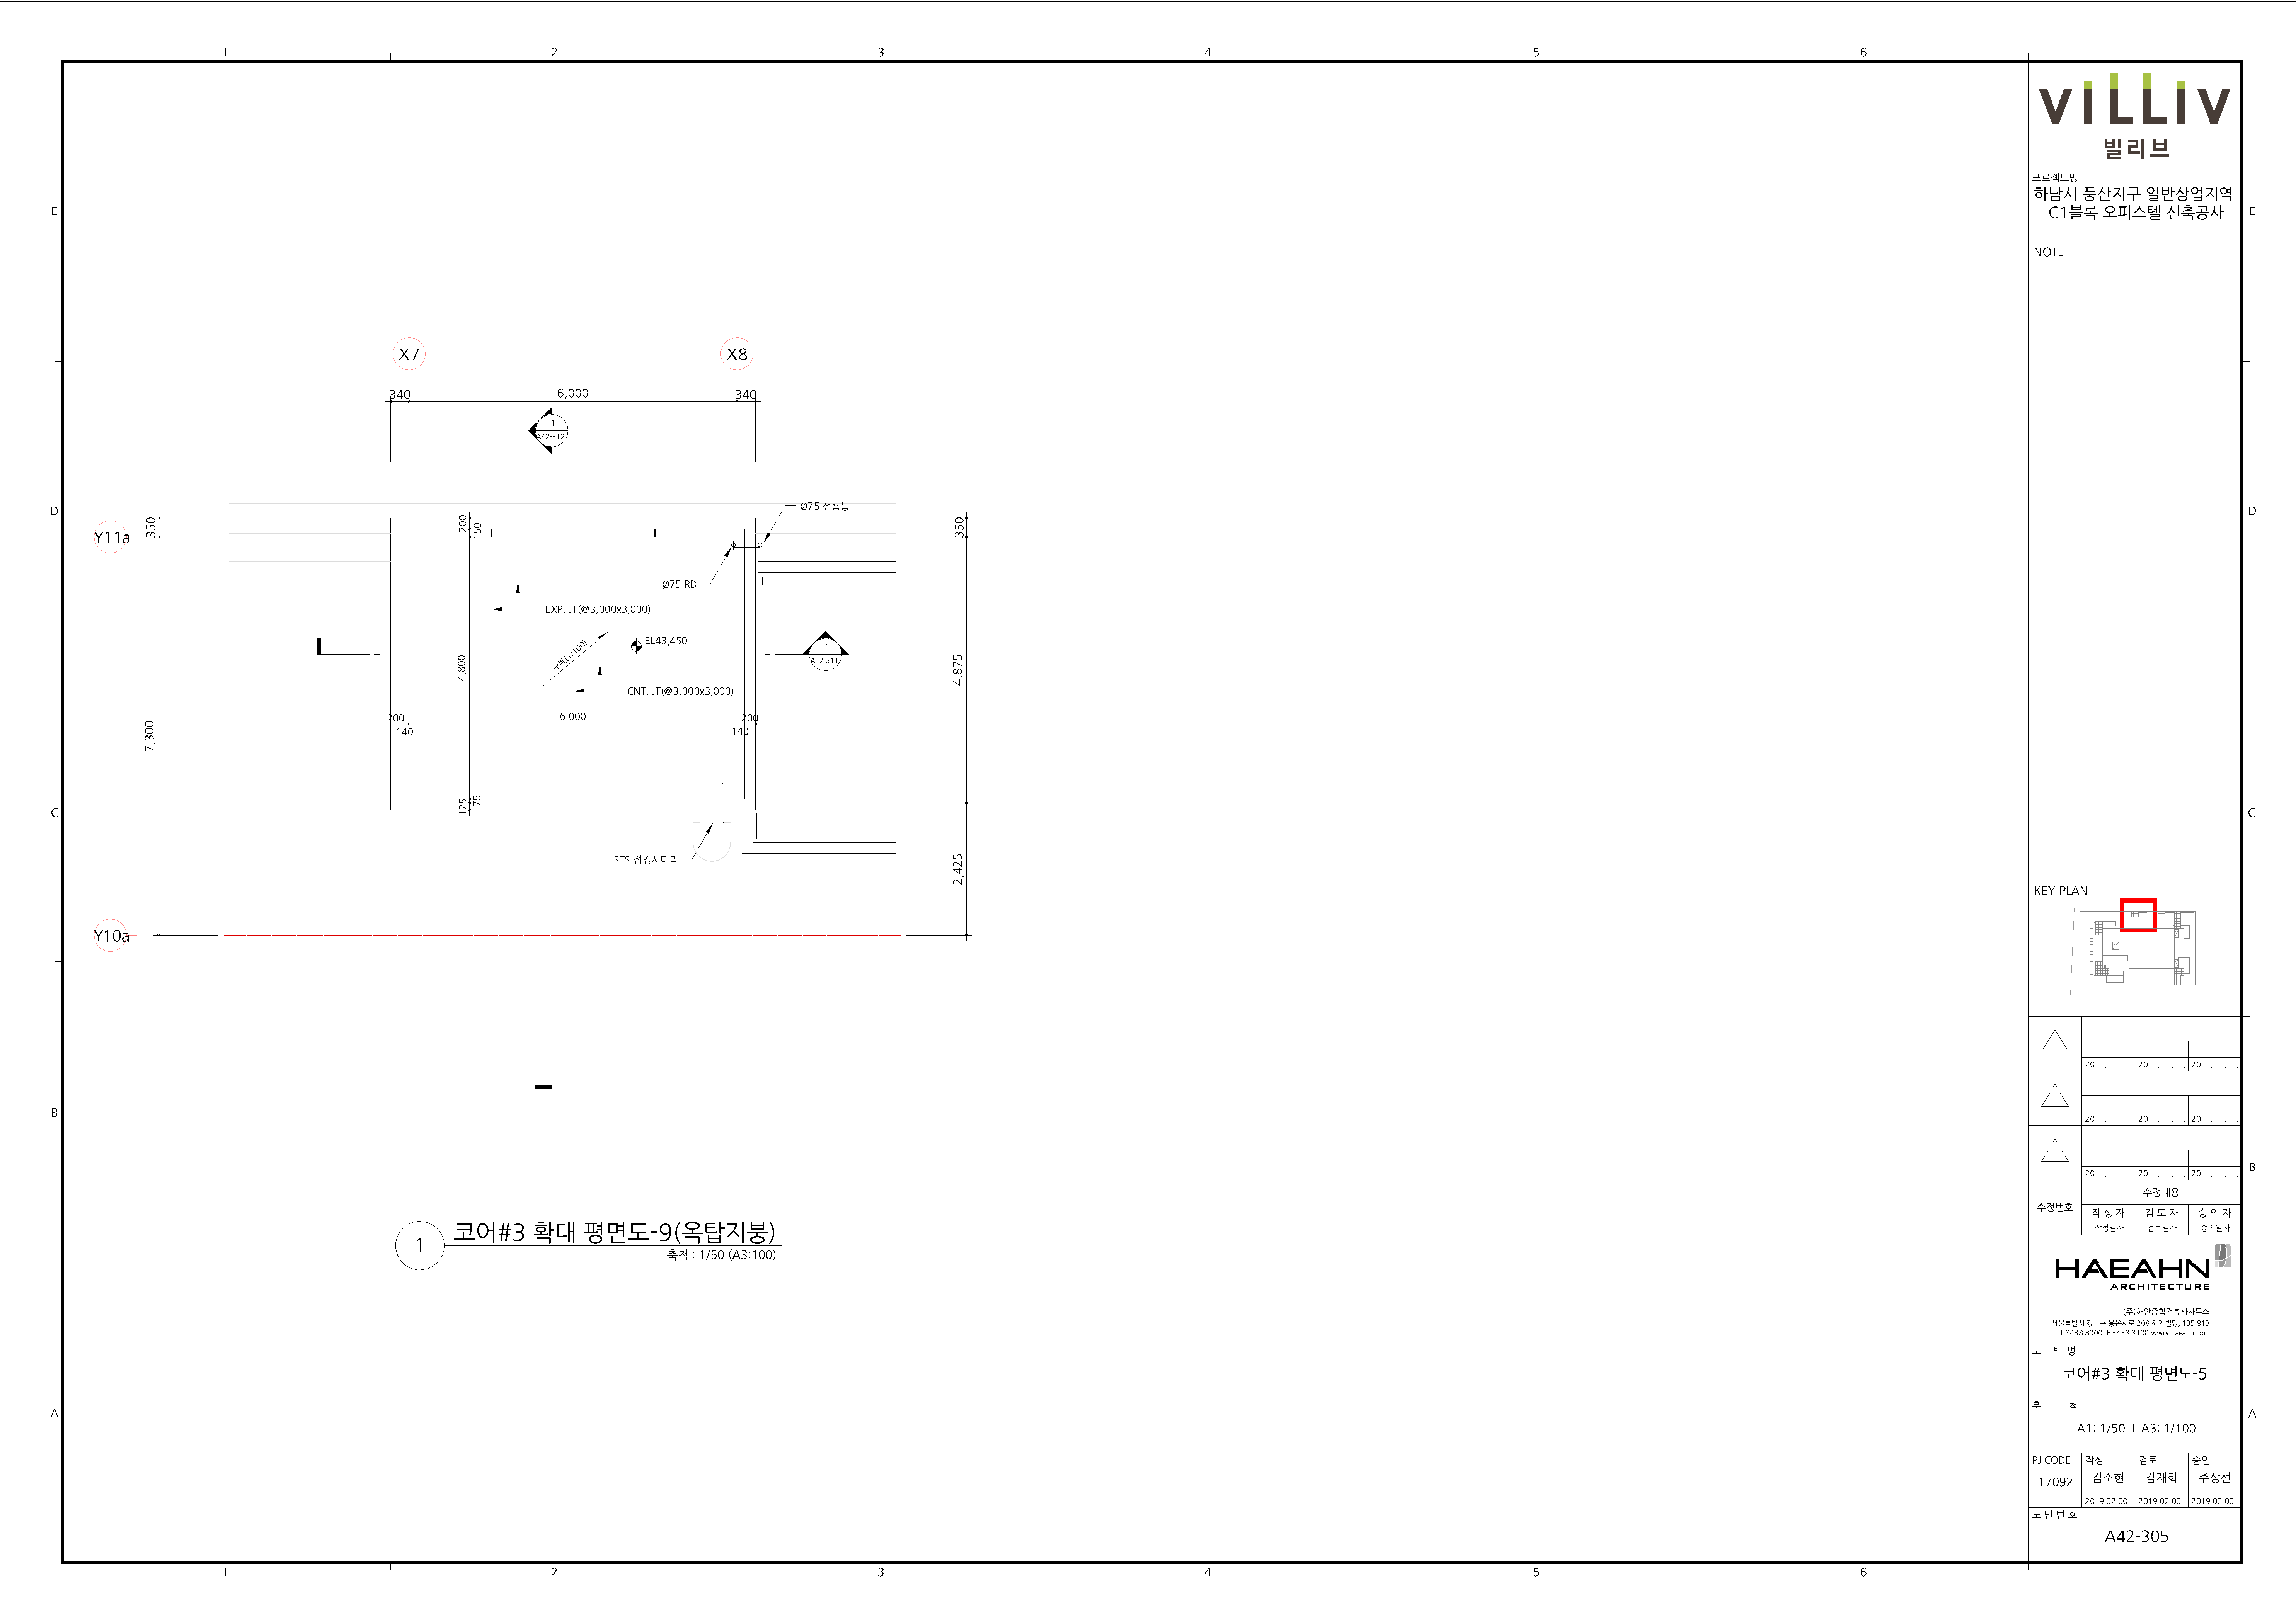 1 2 3 4 5 6
E
D
C
B
A
E
D
C
B
A
X7
X8
340
6,000
340
1
A42-312
Y11a
350
200
150
Ø75 선홈통
350
Ø75 RD
EXP. JT(@3,000x3,000)
EL43,450
구배(1/100)
1
A42-311
4,800
4,875
CNT. JT(@3,000x3,000)
200
6,000
200
140
140
7,300
125
75
STS 점검사다리
2,425
Y10a
1
코어#3 확대 평면도-9(옥탑지붕)
축척 : 1/50 (A3:100)
VILLIV
빌리브
프로젝트명
하남시 풍산지구 일반상업지역
C1블록 오피스텔 신축공사
NOTE
KEY PLAN
20 . . . 20 . . . 20 . . .
20 . . . 20 . . . 20 . . .
20 . . . 20 . . . 20 . . .
수정번호
수정내용
작 성 자 검 토 자 승 인 자
작성일자 검토일자 승인일자
HAEAHN
ARCHITECTURE
(주)해안종합건축사사무소
서울특별시 강남구 봉은사로 208 해안빌딩, 135-913
T.3438 8000 F.3438 8100 www.haeahn.com
도 면 명
코어#3 확대 평면도-5
축 척
A1: 1/50 I A3: 1/100
PJ CODE 작성 검토 승인
17092 김소현 김재희 주상선
2019.02.00. 2019.02.00. 2019.02.00.
도 면 번 호
A42-305
1 2 3 4 5 6